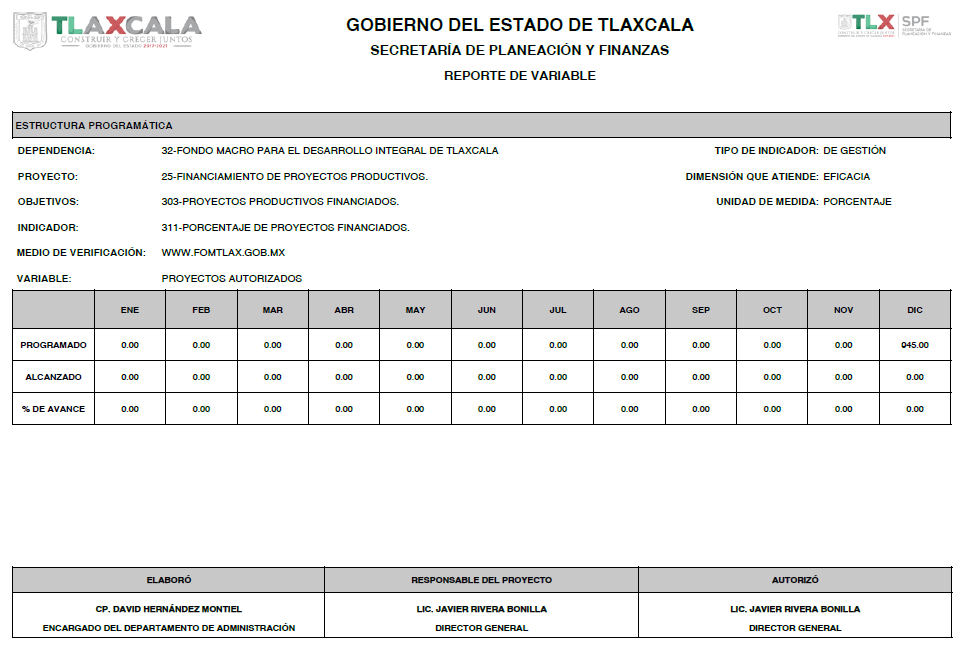 TLAXCALA
CONSTRUIR Y CRECER JUNTOS
GOBIERNO DEL ESTADO 2017-2021
GOBIERNO DEL ESTADO DE TLAXCALA
SECRETARÍA DE PLANEACIÓN Y FINANZAS
REPORTE DE VARIABLE
TLX
SPF
SECRETARÍA DE
PLANEACIÓN Y FINANZAS
ESTRUCTURA PROGRAMÁTICA
DEPENDENCIA: 32-FONDO MACRO PARA EL DESARROLLO INTEGRAL DE TLAXCALA TIPO DE INDICADOR: DE GESTIÓN
PROYECTO: 25-FINANCIAMIENTO DE PROYECTOS PRODUCTIVOS. DIMENSIÓN QUE ATIENDE: EFICACIA
OBJETIVOS: 303-PROYECTOS PRODUCTIVOS FINANCIADOS. UNIDAD DE MEDIDA: PORCENTAJE
INDICADOR: 311-PORCENTAJE DE PROYECTOS FINANCIADOS.
MEDIO DE VERIFICACIÓN: WWW.FOMTLAX.GOB.MX
VARIABLE: PROYECTOS AUTORIZADOS
ENE FEB MAR ABR MAY JUN JUL AGO SEP OCT NOV DIC
PROGRAMADO 0.00 0.00 0.00 0.00 0.00 0.00 0.00 0.00 0.00 0.00 0.00
ALCANZADO 0.00 0.00 0.00 0.00 0.00 0.00 0.00 0.00 0.00 0.00 0.00 0.00
% DE AVANCE 0.00 0.00 0.00 0.00 0.00 0.00 0.00 0.00 0.00 0.00 0.00 0.00
ELABORÓ RESPONSABLE DEL PROYECTO AUTORIZÓ
CP. DAVID HERNÁNDEZ MONTIEL LIC. JAVIER RIVERA BONILLA LIC. JAVIER RIVERA BONILLA
ENCARGADO DEL DEPARTAMENTO DE ADMINISTRACIÓN DIRECTOR GENERAL DIRECTOR GENERAL